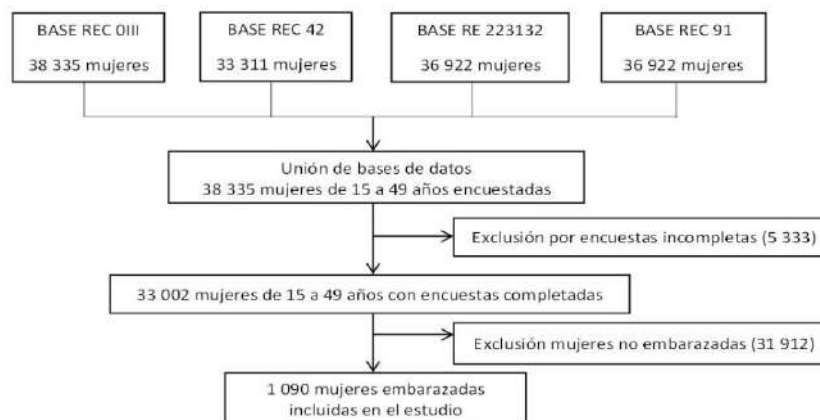 BASE REC 0III
38 335 mujeres
BASE REC 42
33 311 mujeres
BASE RE 223132
36 922 mujeres
BASE REC 91
36 922 mujeres
Unión de bases de datos
38 335 mujeres de 15 a 49 años encuestadas
Exclusión por encuestas incompletas (5 333)
33 002 mujeres de 15 a 49 años con encuestas completadas
Exclusión mujeres no embarazadas (31 912)
1 090 mujeres embarazadas
incluidas en el estudio